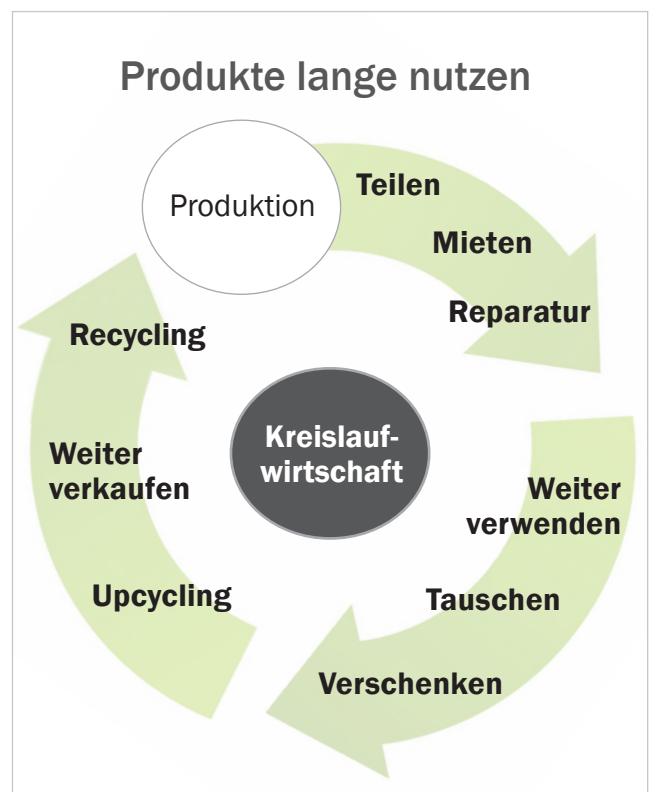 Produkte lange nutzen
Produktion
Teilen
Mieten
Reparatur
Weiter
verwenden
Tauschen
Verschenken
Upcycling
Weiter
verkaufen
Recycling
Kreislauf-
wirtschaft